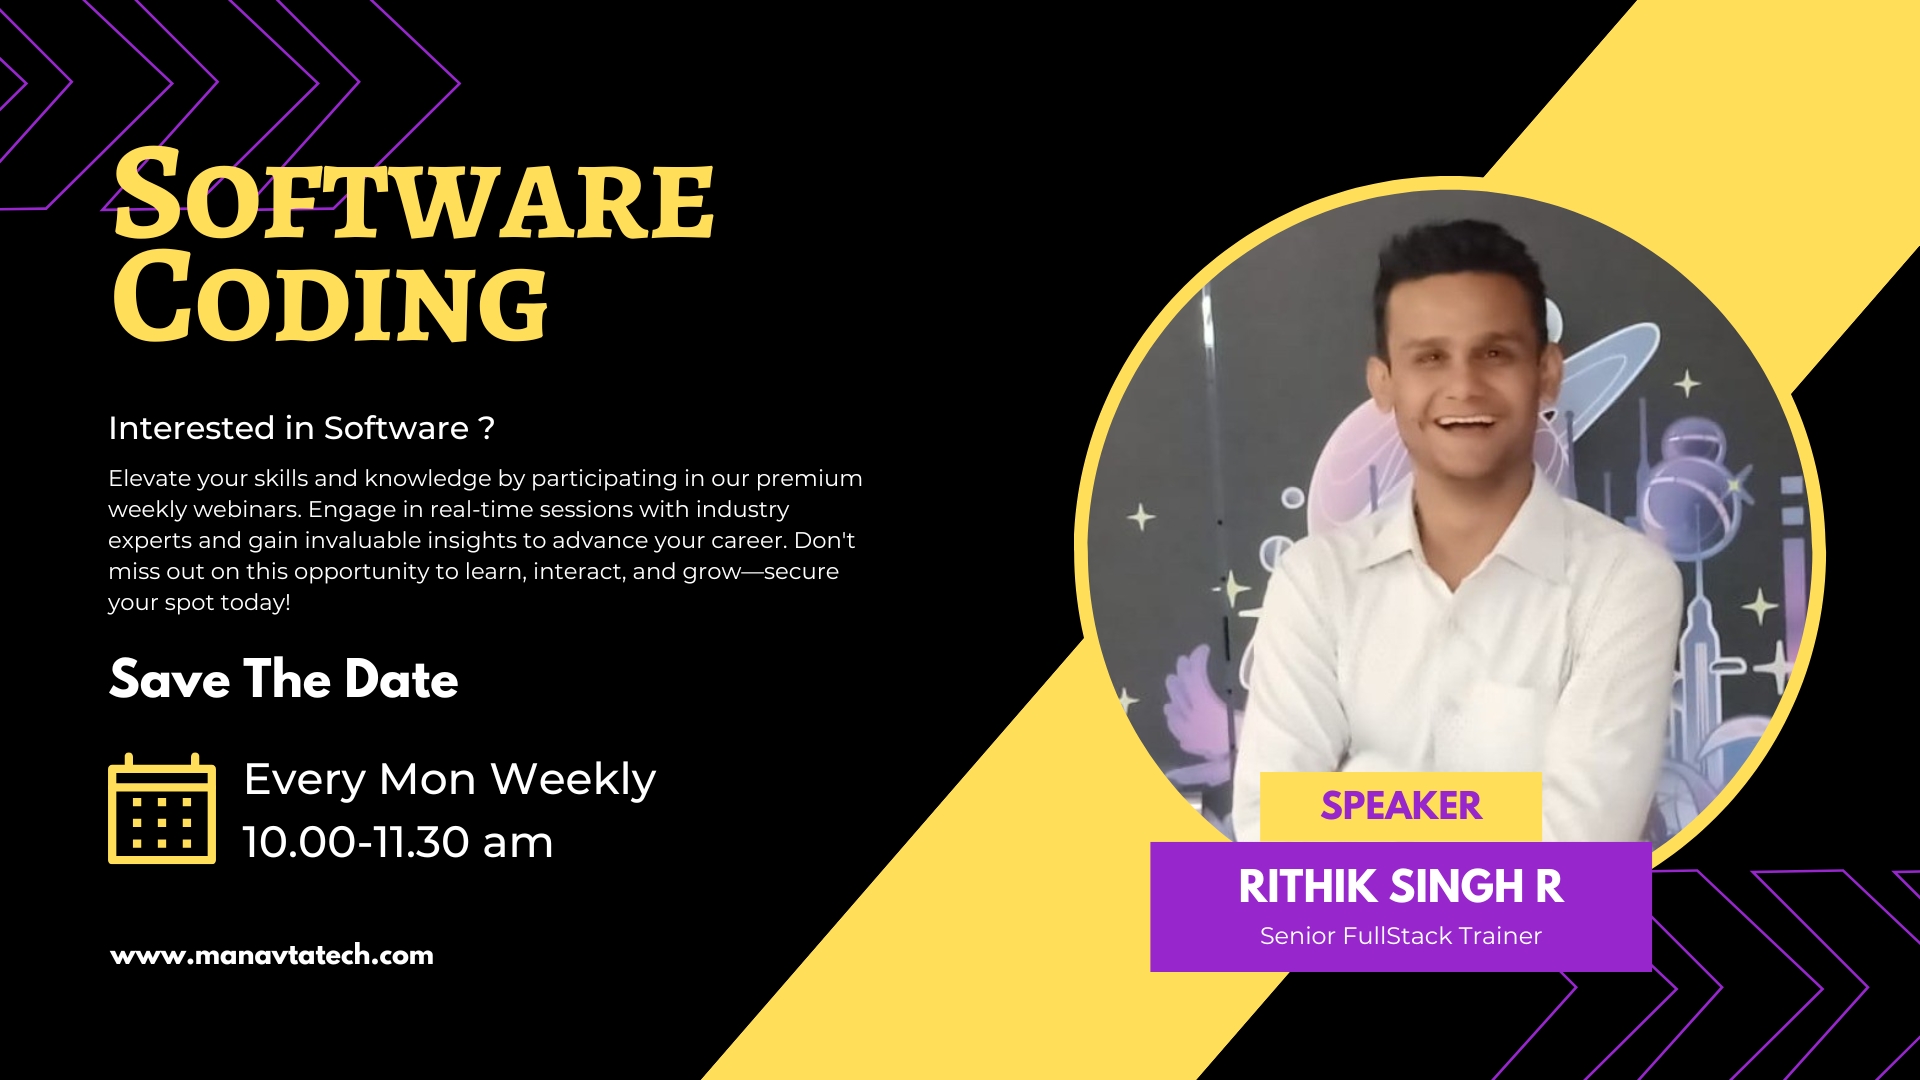 Software
Coding
Interested in Software ?
Elevate your skills and knowledge by participating in our premium
weekly webinars. Engage in real-time sessions with industry
experts and gain invaluable insights to advance your career. Don't
miss out on this opportunity to learn, interact, and grow—secure
your spot today!
Save The Date
Every Mon Weekly
10.00-11.30 am
www.manavtatech.com
SPEAKER
RITHIK SINGH R
Senior FullStack Trainer